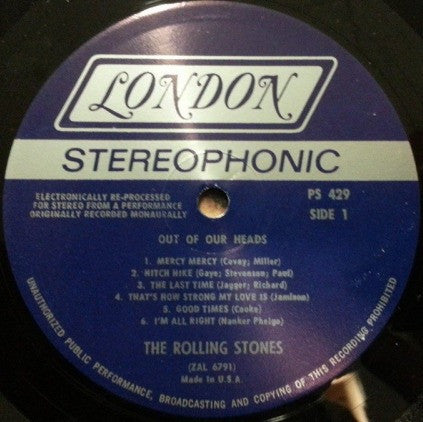 LONDON
STEREOPHONIC
ELECTRONICALLY RE-PROCESSED
FOR STEREO FROM A PERFORMANCE
ORIGINALLY RECORDED MONAURALLY
PS 429
SIDE 1
OUT OF OUR HEADS
1. MERCY MERCY (Covay; Miller)
2. HITCH HIKE (Gaye; Stevenson; Paul)
3. THE LAST TIME (Jagger; Richard)
4. THAT'S HOW STRONG MY LOVE IS (Jamison)
5. GOOD TIMES (Cooke)
6. I'M ALL RIGHT (Nanker Phelge)
THE ROLLING STONES
(ZAL 6791)
Made In U.S.A.
UNAUTHORIZED PUBLIC PERFORMANCE, BROADCASTING AND COPYING OF THIS RECORDING PROHIBITED